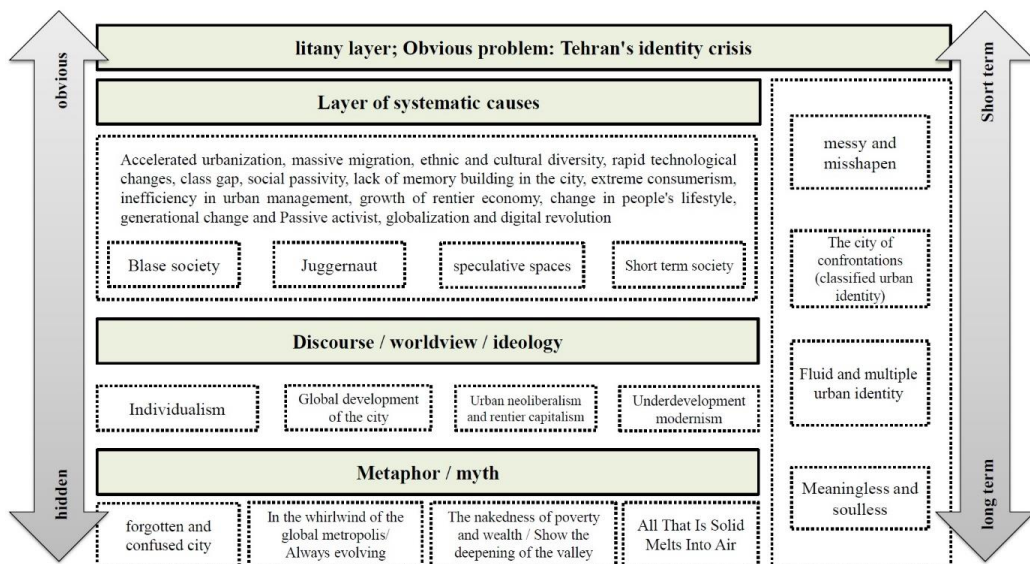 litany layer; Obvious problem: Tehran's identity crisis
obvious
Short term
Layer of systematic causes
Accelerated urbanization, massive migration, ethnic and cultural diversity, rapid technological
changes, class gap, social passivity, lack of memory building in the city, extreme consumerism,
inefficiency in urban management, growth of rentier economy, change in people's lifestyle,
generational change and Passive activist, globalization and digital revolution
Blase society
Juggernaut
speculative spaces
Short term society
Discourse / worldview / ideology
Individualism
Global development
of the city
Urban neoliberalism
and rentier capitalism
Underdevelopment
modernism
Metaphor / myth
forgotten and
confused city
In the whirlwind of the
global metropolis/
Always evolving
The nakedness of poverty
and wealth / Show the
deepening of the valley
All That Is Solid
Melts Into Air
messy and
misshapen
The city of
confrontations
(classified urban
identity)
Fluid and multiple
urban identity
Meaningless and
soulless
hidden
long term